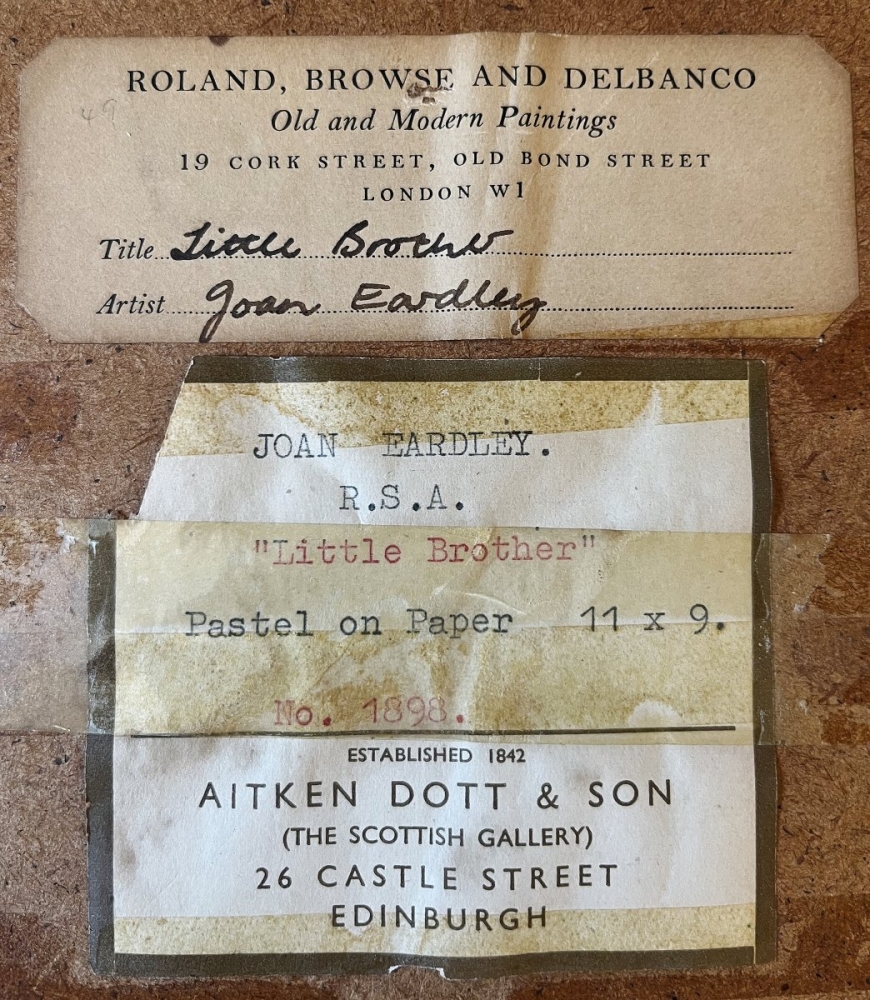 ROLAND, BROWSE AND DELBANCO
49
Old and Modern Paintings
19 CORK STREET, OLD BOND STREET
LONDON W1
Title Little Brother
Artist Joan Eardley
JOAN EARDLEY.
R.S.A.
"Little Brother"
Pastel on Paper 11 x 9.
No. 1898.
ESTABLISHED 1842
AITKEN DOTT & SON
(THE SCOTTISH GALLERY)
26 CASTLE STREET
EDINBURGH